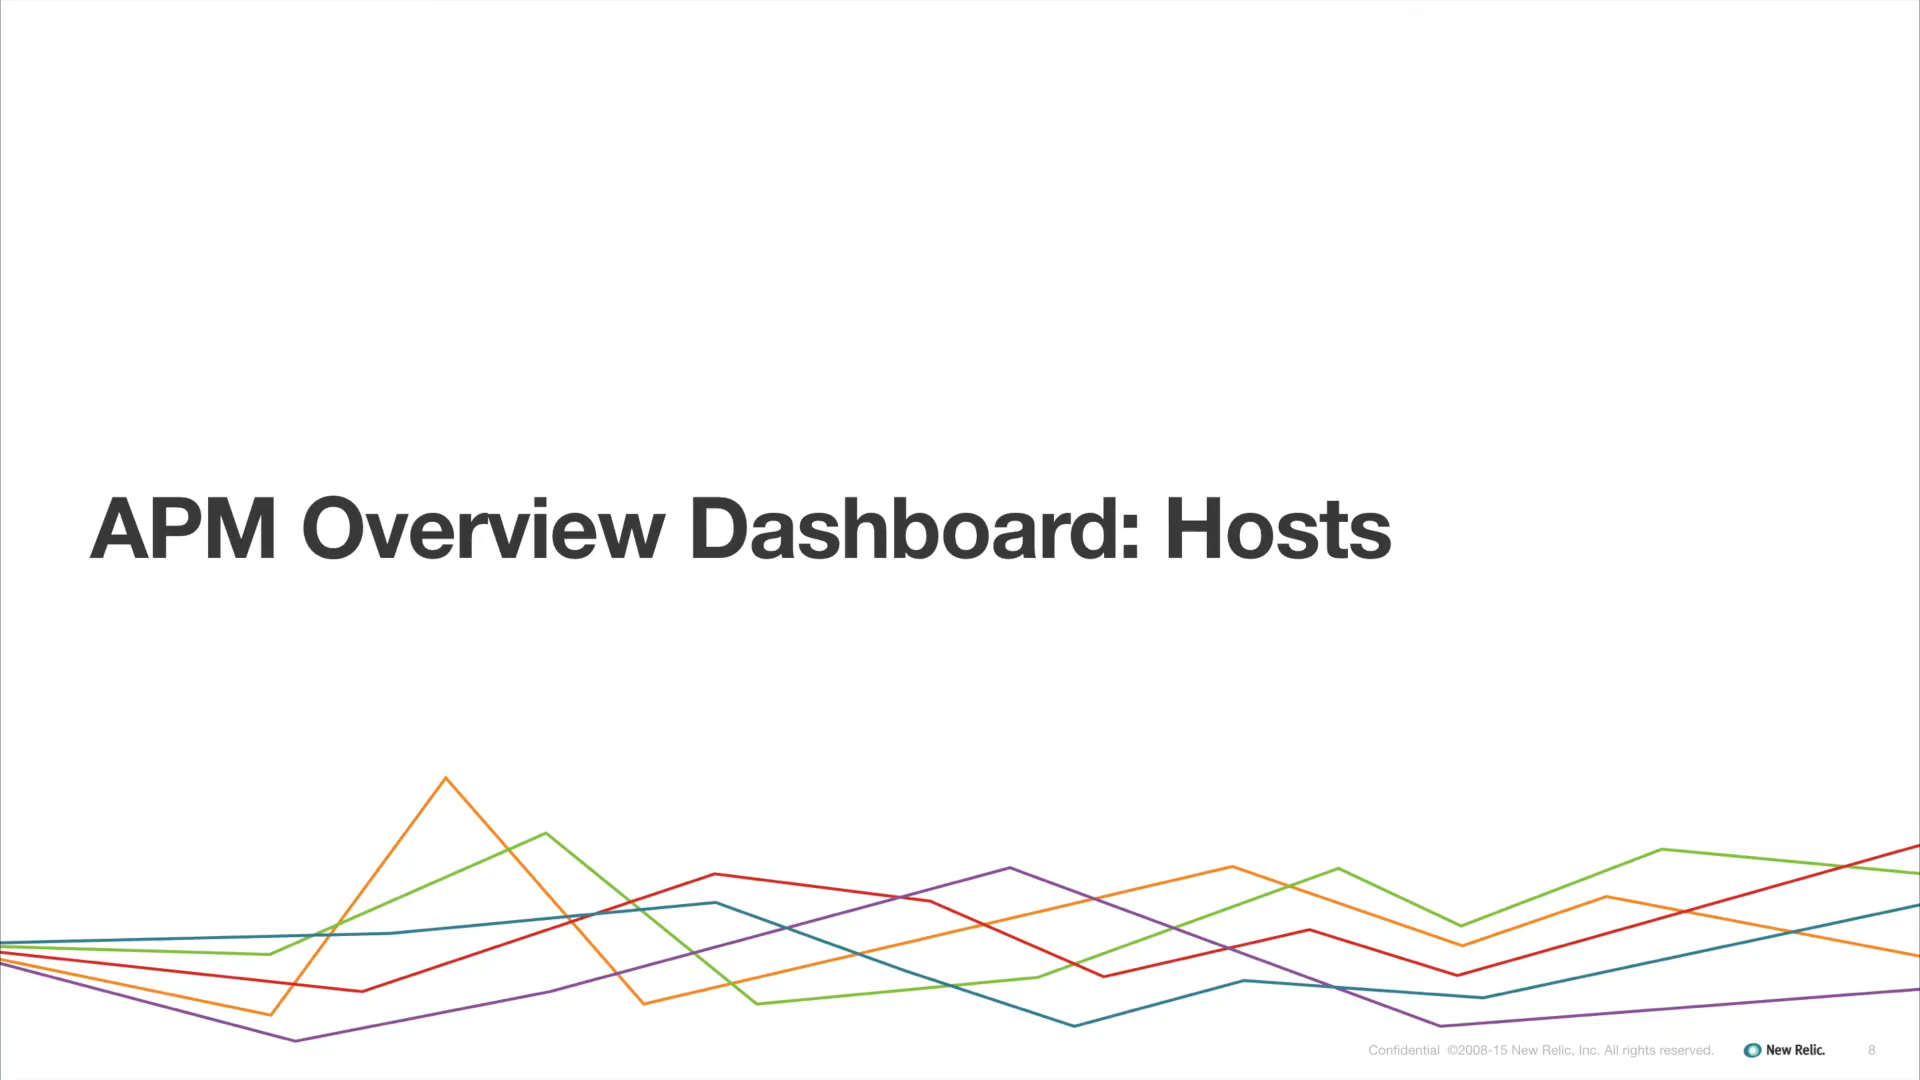 APM Overview Dashboard: Hosts
Confidential ©2008-15 New Relic, Inc. All rights reserved. New Relic. 8